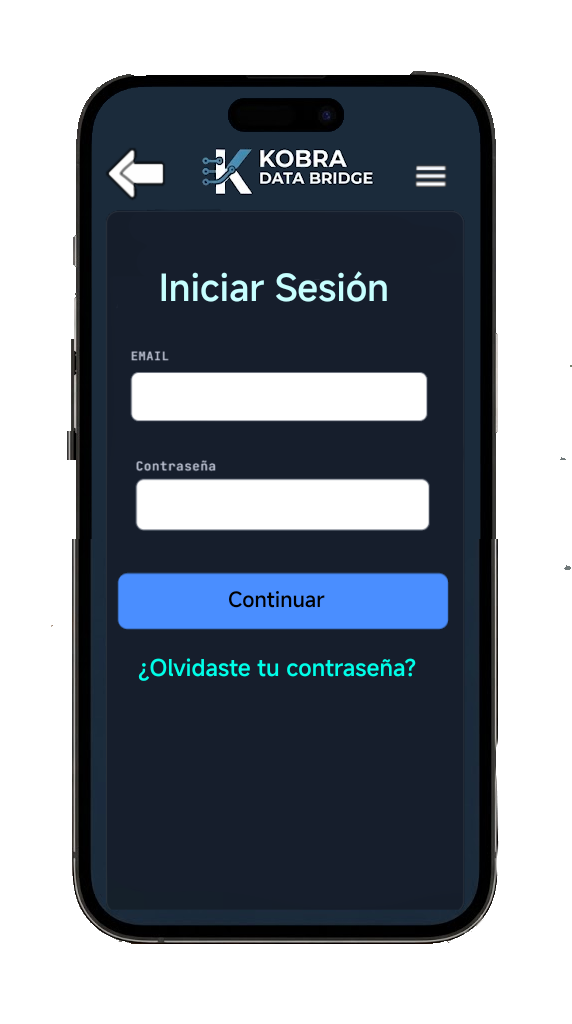 KOBRA
DATA BRIDGE
Iniciar Sesión
EMAIL
Contraseña
Continuar
¿Olvidaste tu contraseña?